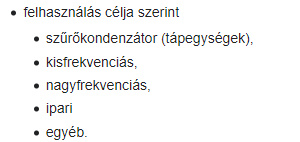 • felhasználás célja szerint
• szűrőkondenzátor (tápegységek),
• kisfrekvenciás,
• nagyfrekvenciás,
• ipari
• egyéb.